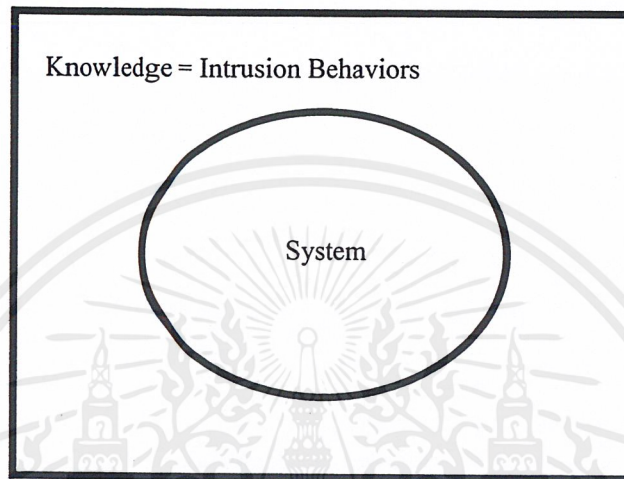 Knowledge = Intrusion Behaviors
System